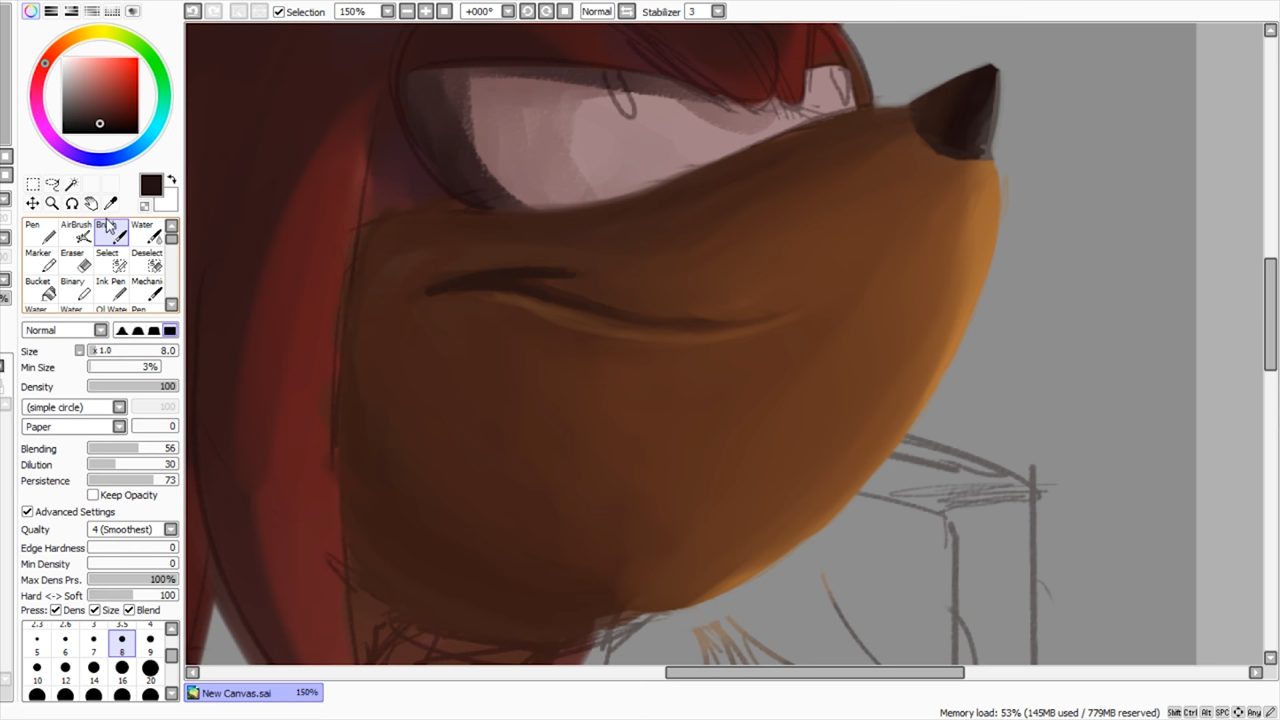 Selection 150% +000° Normal Stabilizer 3
Pen AirBrush Water
Marker Eraser Select Deselect
Bucket Binary Ink Pen Mechani
Water Water Pen
Normal
Size x 1.0 8.0
Min Size 3%
Density 100
(simple circle) 100
Paper 0
Blending 56
Dilution 30
Persistence 73
Keep Opacity
Advanced Settings
Quality 4 (Smoothest)
Edge Hardness 0
Min Density 0
Max Dens Prs. 100%
Hard <-> Soft 100
Press: Dens Size Blend
2.3 2.6 3 3.5 4
5 6 7 8 9
10 12 14 16 20
New Canvas.sai 150%
Memory load: 53% (145MB used / 779MB reserved) Shift Ctrl Alt SPC Any